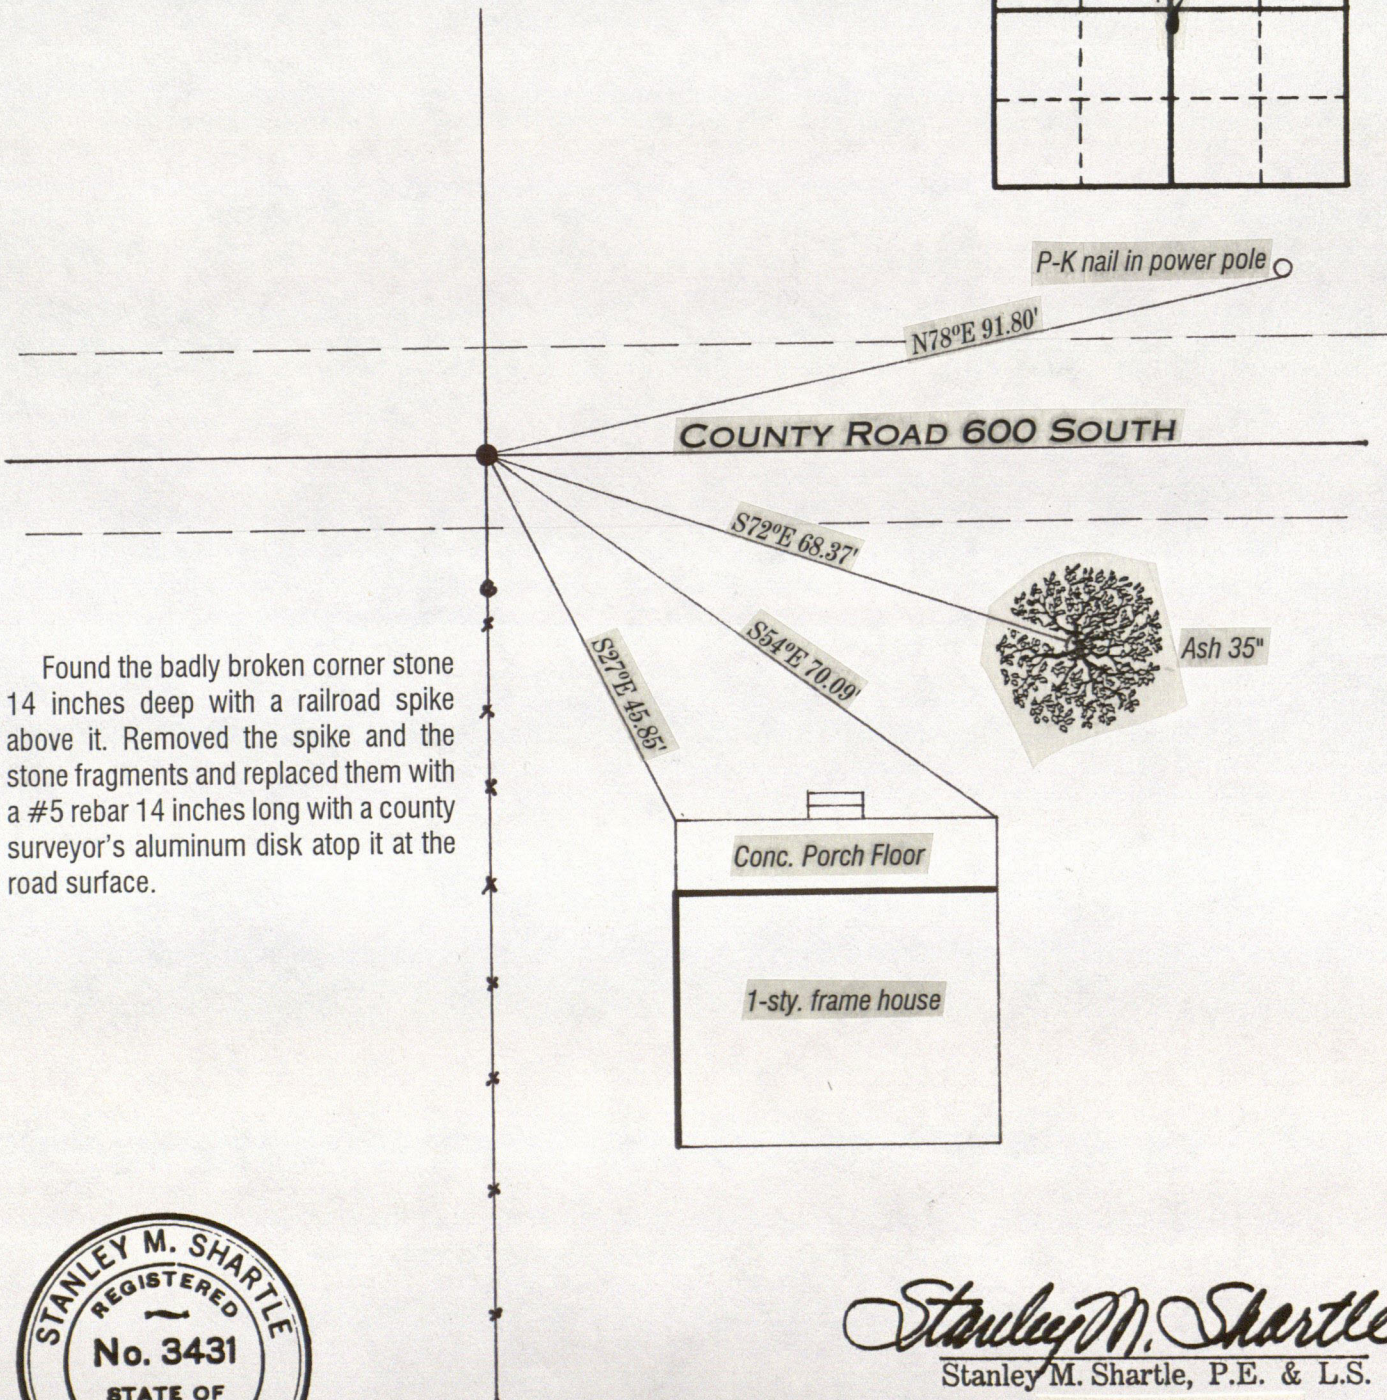 P-K nail in power pole
N78ºE 91.80'
COUNTY ROAD 600 SOUTH
S72ºE 68.37'
S54ºE 70.09'
S27ºE 45.85'
Ash 35"
Found the badly broken corner stone
14 inches deep with a railroad spike
above it. Removed the spike and the
stone fragments and replaced them with
a #5 rebar 14 inches long with a county
surveyor's aluminum disk atop it at the
road surface.
Conc. Porch Floor
1-sty. frame house
STANLEY M. SHARTLE
REGISTERED
No. 3431
STATE OF
Stanley M. Shartle
Stanley M. Shartle, P.E. & L.S.